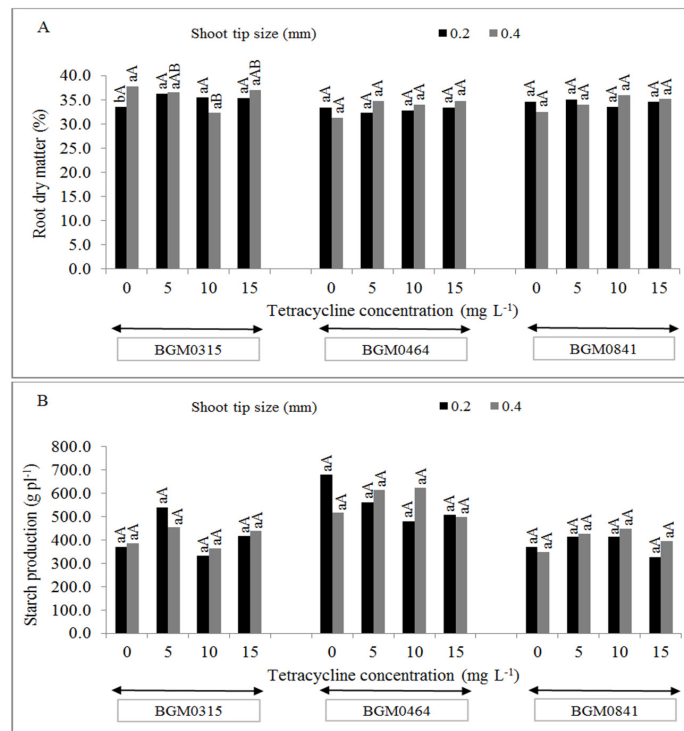 A
Shoot tip size (mm) 0.2 0.4
Root dry matter (%)
40.0
35.0
30.0
25.0
20.0
15.0
10.0
5.0
0.0
bA aA aA aAB aA aB aA aAB aA aA aA aA aA aA aA aA aA aA aA aA aA aA aA aA
0 5 10 15 0 5 10 15 0 5 10 15
Tetracycline concentration (mg L⁻¹)
BGM0315 BGM0464 BGM0841
B
Shoot tip size (mm) 0.2 0.4
Starch production (g pl⁻¹)
800.0
700.0
600.0
500.0
400.0
300.0
200.0
100.0
0.0
aA aA aA aA aA aA aA aA aA aA aA aA aA aA aA aA aA aA aA aA aA aA aA aA
0 5 10 15 0 5 10 15 0 5 10 15
Tetracycline concentration (mg L⁻¹)
BGM0315 BGM0464 BGM0841